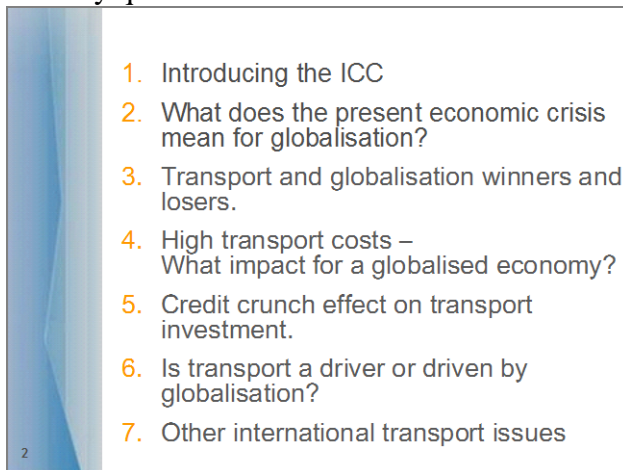 1. Introducing the ICC
2. What does the present economic crisis
mean for globalisation?
3. Transport and globalisation winners and
losers.
4. High transport costs –
What impact for a globalised economy?
5. Credit crunch effect on transport
investment.
6. Is transport a driver or driven by
globalisation?
7. Other international transport issues
2